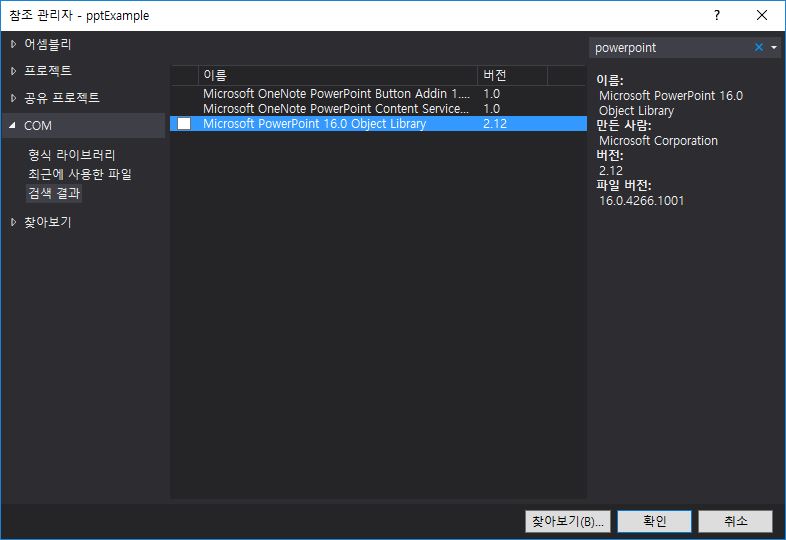 참조 관리자 - pptExample
?
어셈블리
프로젝트
공유 프로젝트
COM
형식 라이브러리
최근에 사용한 파일
검색 결과
찾아보기
이름 버전
Microsoft OneNote PowerPoint Button Addin 1.... 1.0
Microsoft OneNote PowerPoint Content Service... 1.0
Microsoft PowerPoint 16.0 Object Library 2.12
powerpoint
이름:
Microsoft PowerPoint 16.0
Object Library
만든 사람:
Microsoft Corporation
버전:
2.12
파일 버전:
16.0.4266.1001
찾아보기(B)... 확인 취소